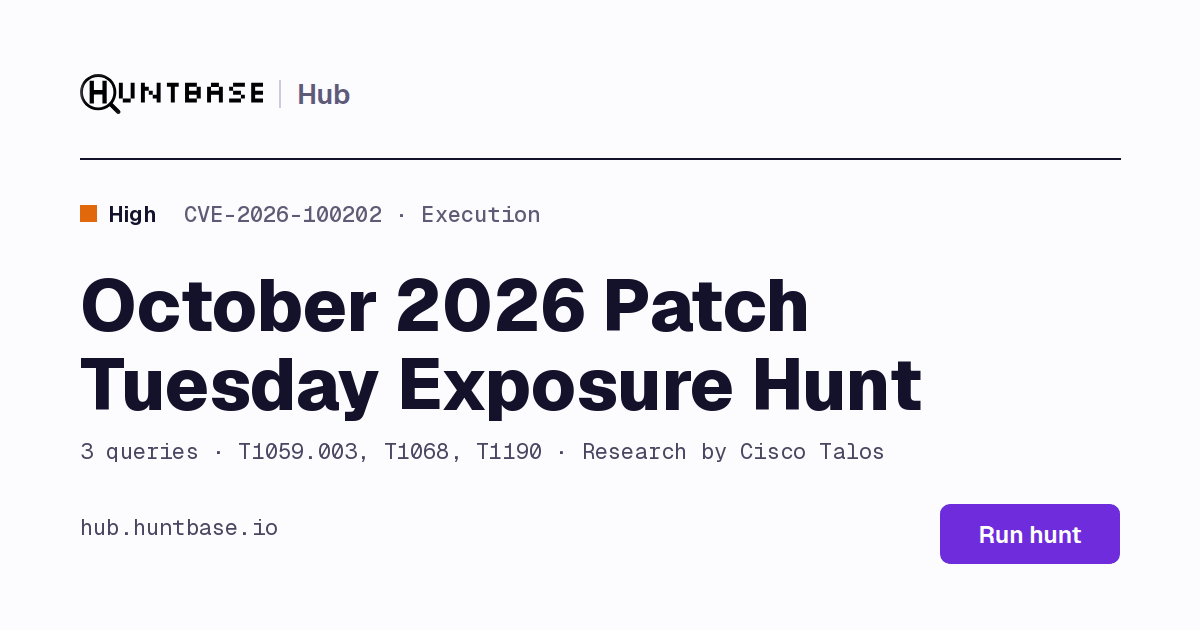 HUNTBASE Hub
High CVE-2026-100202 · Execution
October 2026 Patch
Tuesday Exposure Hunt
3 queries · T1059.003, T1068, T1190 · Research by Cisco Talos
hub.huntbase.io
Run hunt